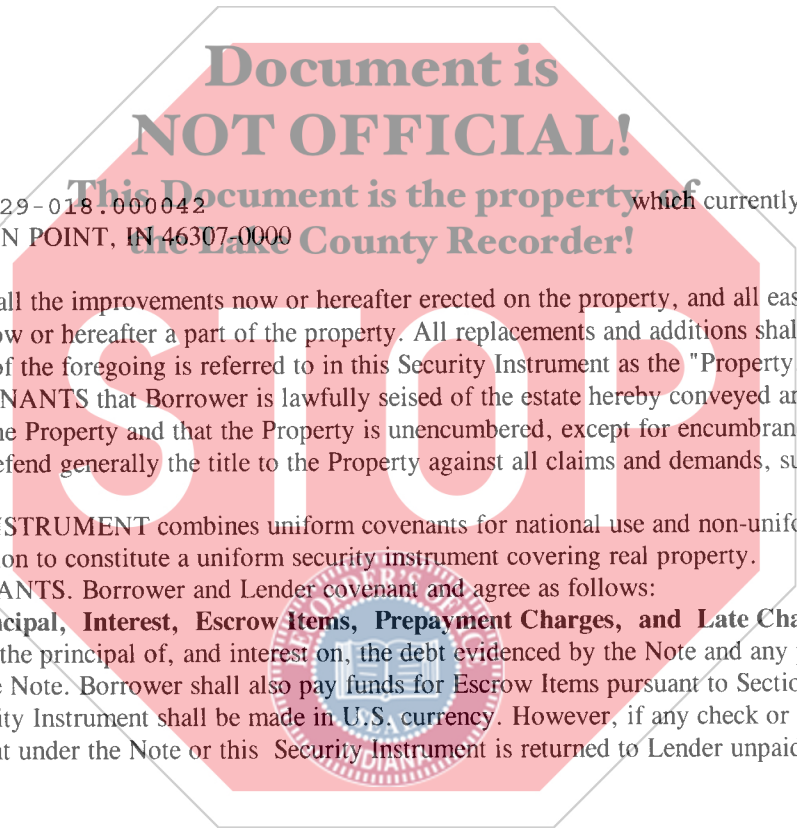 Document is
NOT OFFICIAL!
This Document is the property of
the Lake County Recorder!
29-018.000042 which currently
N POINT, IN 46307-0000
all the improvements now or hereafter erected on the property, and all eas
ow or hereafter a part of the property. All replacements and additions shal
of the foregoing is referred to in this Security Instrument as the "Property
NANTS that Borrower is lawfully seised of the estate hereby conveyed an
he Property and that the Property is unencumbered, except for encumbran
efend generally the title to the Property against all claims and demands, su
STOP
NSTRUMENT combines uniform covenants for national use and non-unifo
ion to constitute a uniform security instrument covering real property.
ANTS. Borrower and Lender covenant and agree as follows:
ncipal, Interest, Escrow Items, Prepayment Charges, and Late Cha
the principal of, and interest on, the debt evidenced by the Note and any
e Note. Borrower shall also pay funds for Escrow Items pursuant to Sectio
ity Instrument shall be made in U.S. currency. However, if any check or
nt under the Note or this Security Instrument is returned to Lender unpaid
RECORDER'S OFFICE
SEAL
INDIANA